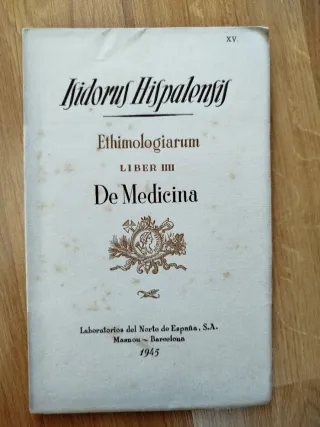 XV.
Isidorus Hispalensis
Ethimologiarum
LIBER IIII
De Medicina
Laboratorios del Norte de España, S.A.
Masnou - Barcelona
1945